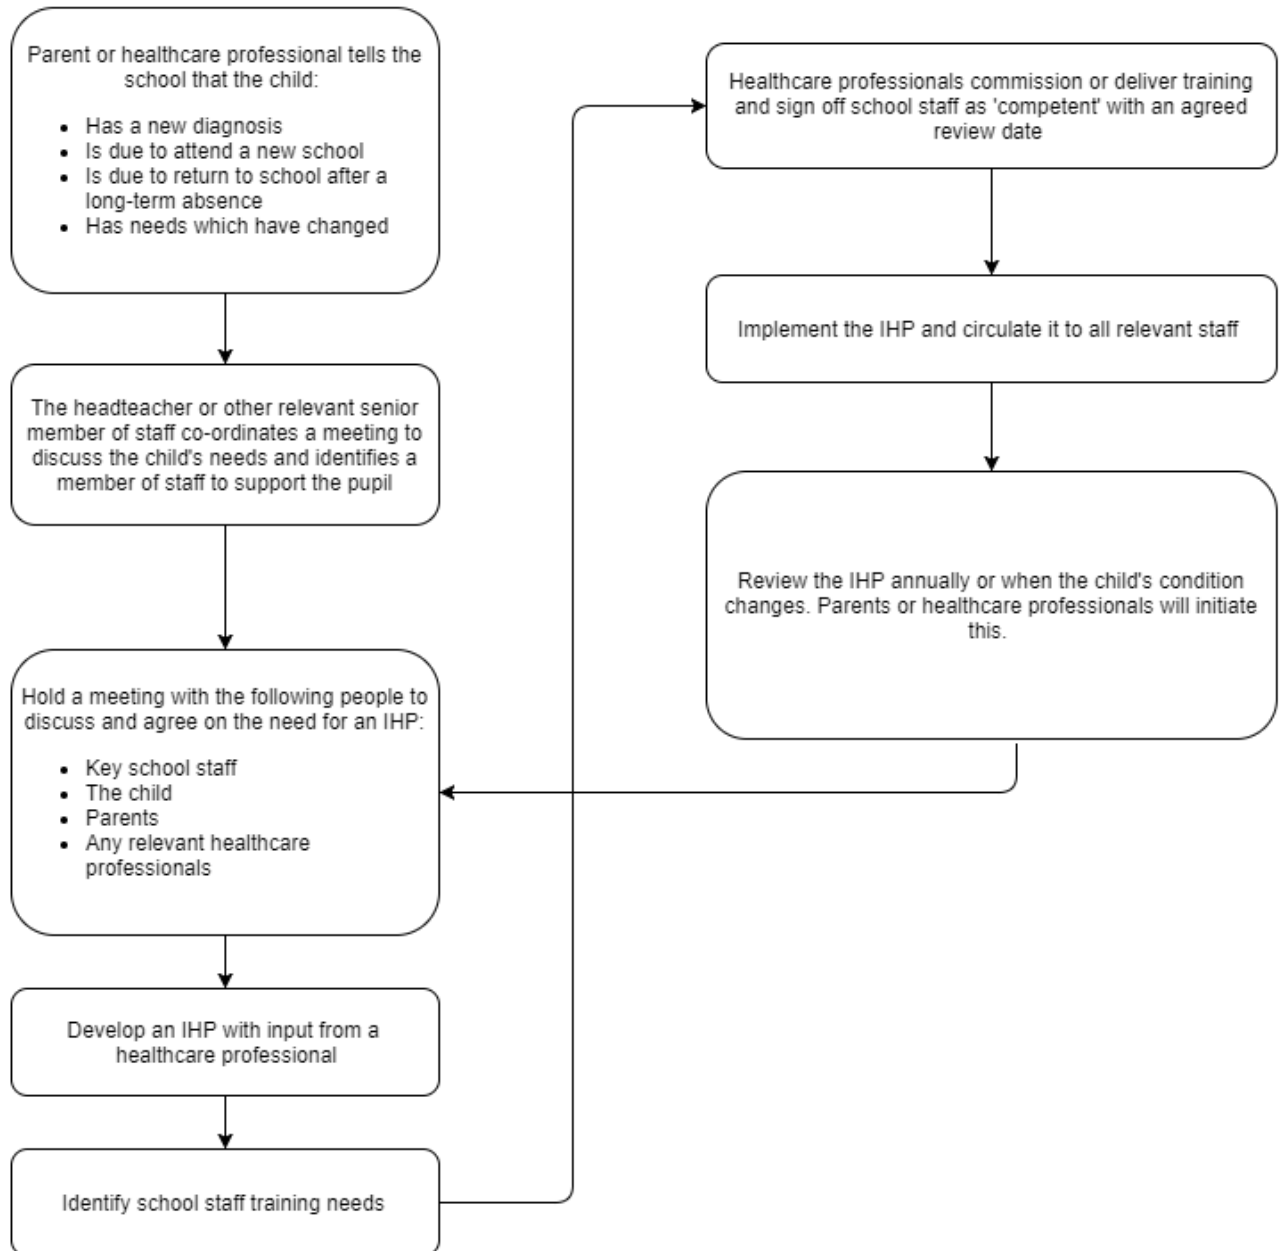 Parent or healthcare professional tells the
school that the child:
• Has a new diagnosis
• Is due to attend a new school
• Is due to return to school after a
long-term absence
• Has needs which have changed
The headteacher or other relevant senior
member of staff co-ordinates a meeting to
discuss the child's needs and identifies a
member of staff to support the pupil
Hold a meeting with the following people to
discuss and agree on the need for an IHP:
• Key school staff
• The child
• Parents
• Any relevant healthcare
professionals
Develop an IHP with input from a
healthcare professional
Identify school staff training needs
Healthcare professionals commission or deliver training
and sign off school staff as 'competent' with an agreed
review date
Implement the IHP and circulate it to all relevant staff
Review the IHP annually or when the child's condition
changes. Parents or healthcare professionals will initiate
this.